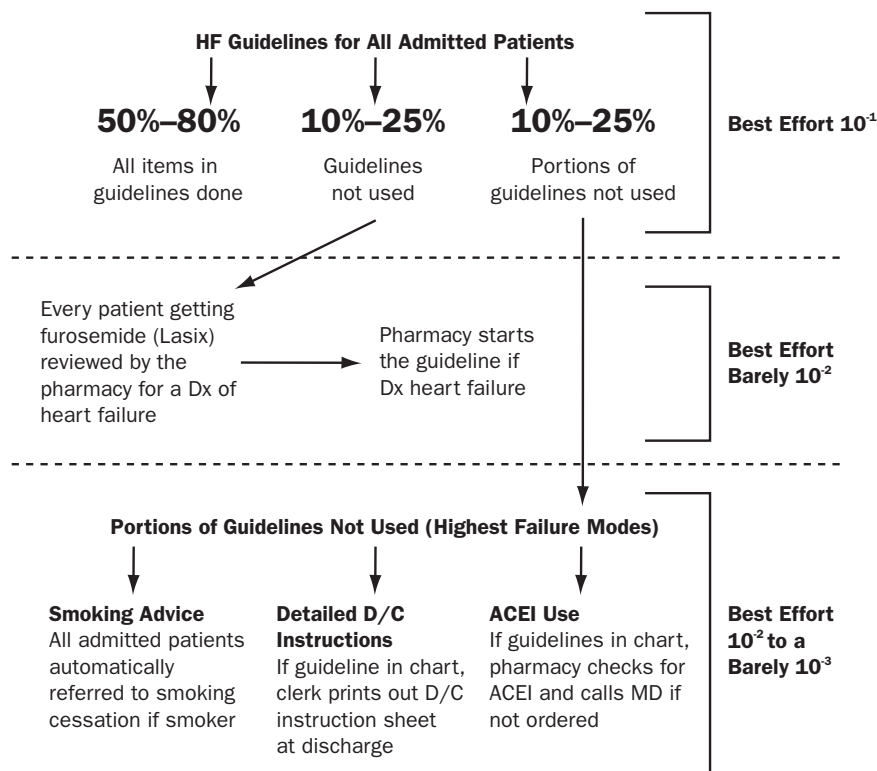 HF Guidelines for All Admitted Patients
50%–80%
All items in
guidelines done
10%–25%
Guidelines
not used
10%–25%
Portions of
guidelines not used
Best Effort 10⁻¹
Every patient getting
furosemide (Lasix)
reviewed by the
pharmacy for a Dx of
heart failure
Pharmacy starts
the guideline if
Dx heart failure
Best Effort
Barely 10⁻²
Portions of Guidelines Not Used (Highest Failure Modes)
Smoking Advice
All admitted patients
automatically
referred to smoking
cessation if smoker
Detailed D/C
Instructions
If guideline in chart,
clerk prints out D/C
instruction sheet
at discharge
ACEI Use
If guidelines in chart,
pharmacy checks for
ACEI and calls MD if
not ordered
Best Effort
10⁻² to a
Barely 10⁻³